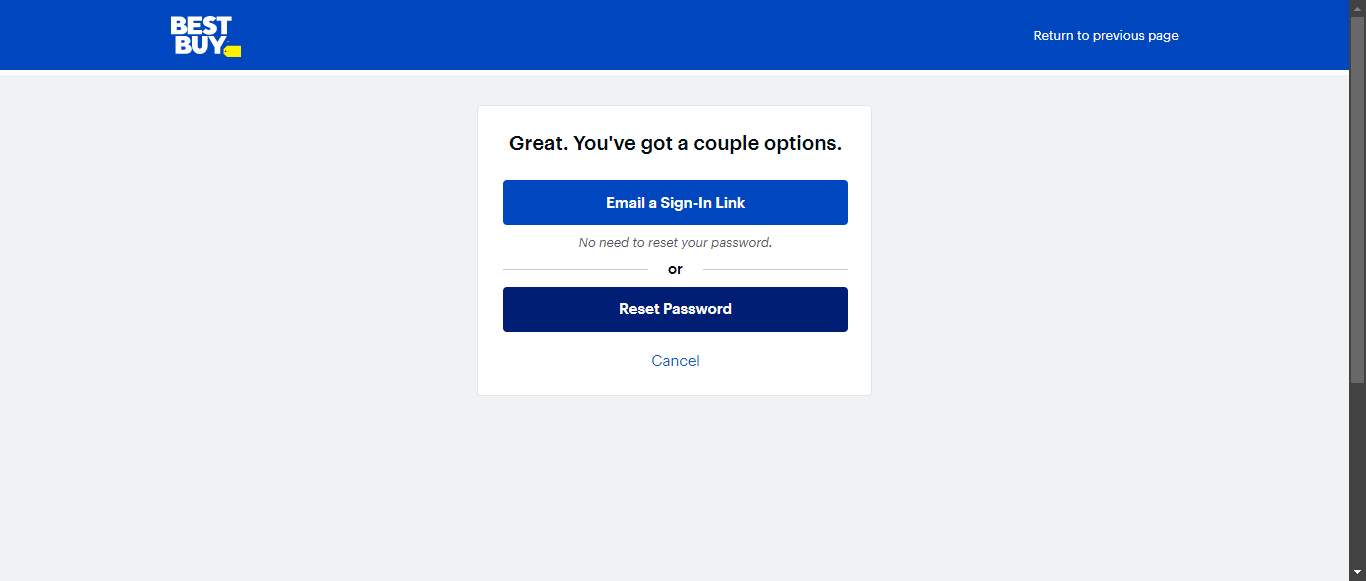 BEST
BUY
Return to previous page
Great. You've got a couple options.
Email a Sign-In Link
No need to reset your password.
or
Reset Password
Cancel